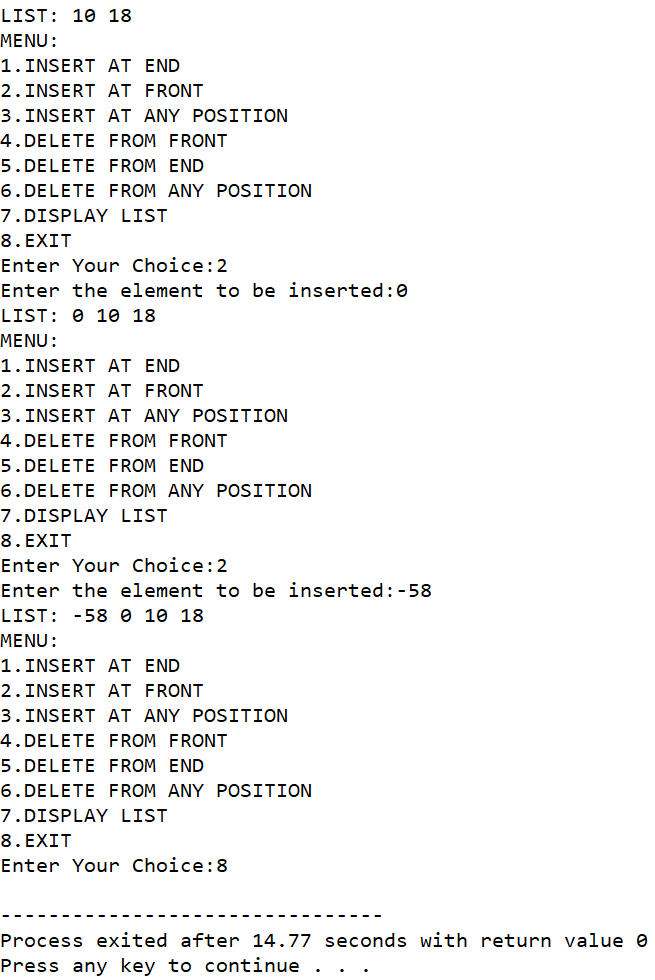 LIST: 10 18
MENU:
1.INSERT AT END
2.INSERT AT FRONT
3.INSERT AT ANY POSITION
4.DELETE FROM FRONT
5.DELETE FROM END
6.DELETE FROM ANY POSITION
7.DISPLAY LIST
8.EXIT
Enter Your Choice:2
Enter the element to be inserted:0
LIST: 0 10 18
MENU:
1.INSERT AT END
2.INSERT AT FRONT
3.INSERT AT ANY POSITION
4.DELETE FROM FRONT
5.DELETE FROM END
6.DELETE FROM ANY POSITION
7.DISPLAY LIST
8.EXIT
Enter Your Choice:2
Enter the element to be inserted:-58
LIST: -58 0 10 18
MENU:
1.INSERT AT END
2.INSERT AT FRONT
3.INSERT AT ANY POSITION
4.DELETE FROM FRONT
5.DELETE FROM END
6.DELETE FROM ANY POSITION
7.DISPLAY LIST
8.EXIT
Enter Your Choice:8
--------------------------------
Process exited after 14.77 seconds with return value 0
Press any key to continue . . .